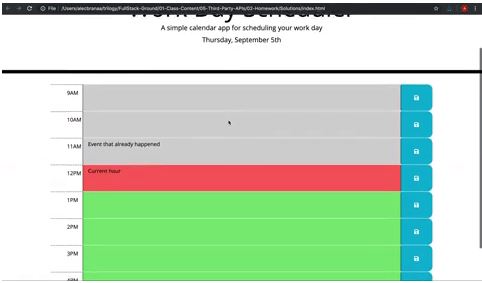 File | /Users/alecbranaa/trilogy/FullStack-Ground/01-Class-Content/05-Third-Party-APIs/02-Homework/Solutions/index.html
Work Day Scheduler
A simple calendar app for scheduling your work day
Thursday, September 5th
9AM
10AM
11AM Event that already happened
12PM Current hour
1PM
2PM
3PM
4PM